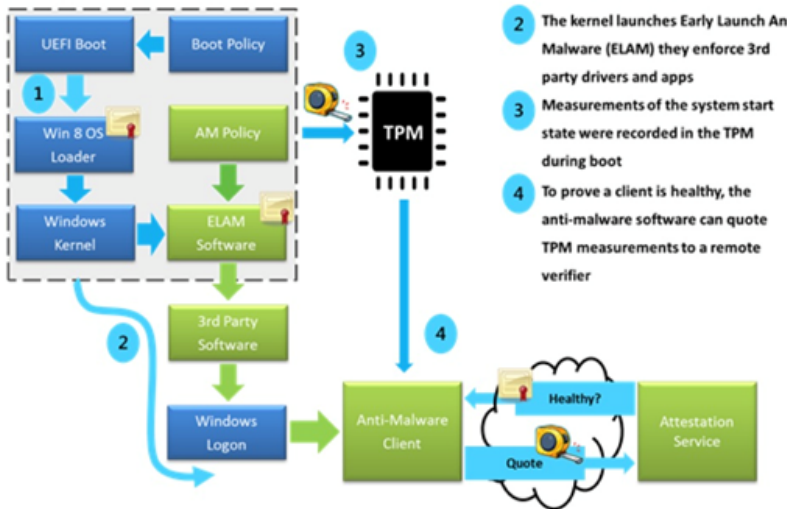 UEFI Boot
Boot Policy
1
Win 8 OS
Loader
AM Policy
Windows
Kernel
ELAM
Software
3rd Party
Software
2
Windows
Logon
3
TPM
4
Anti-Malware
Client
Healthy?
Quote
Attestation
Service
2
The kernel launches Early Launch An
Malware (ELAM) they enforce 3rd
party drivers and apps
3
Measurements of the system start
state were recorded in the TPM
during boot
4
To prove a client is healthy, the
anti-malware software can quote
TPM measurements to a remote
verifier